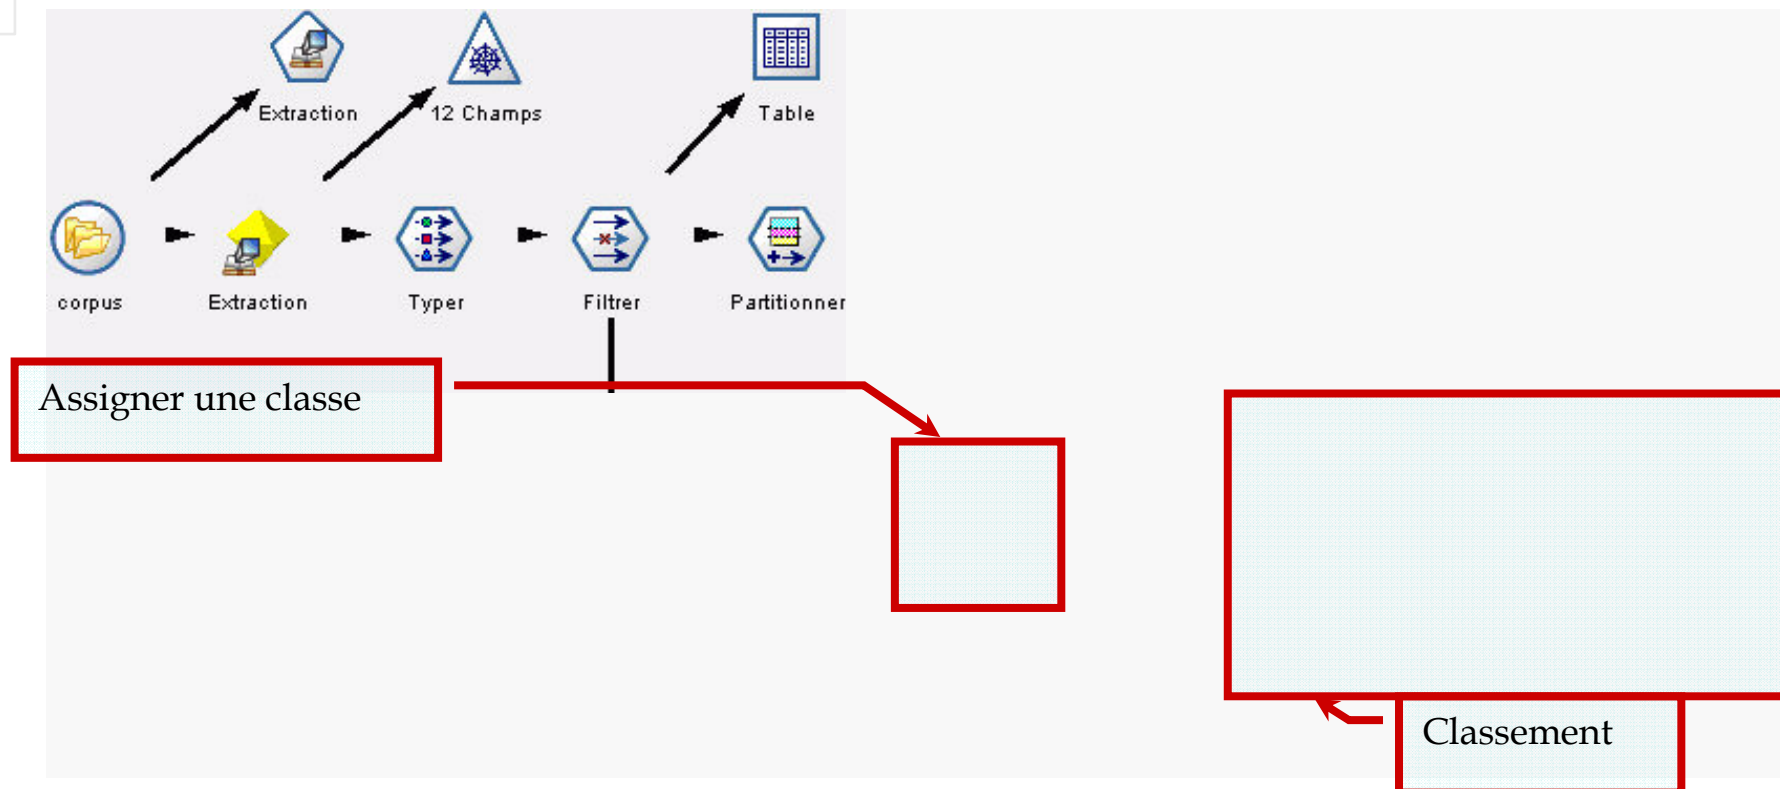 Extraction
12 Champs
Table
corpus
Extraction
Typer
Filtrer
Partitionner
Assigner une classe
Classement